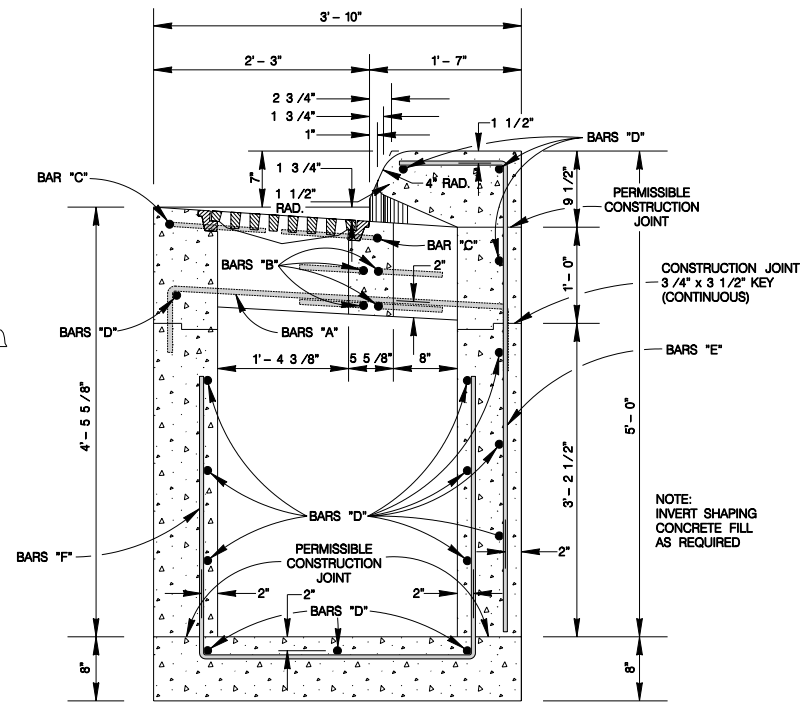 3'- 10"
2'- 3"
1'- 7"
2 3/4"
1 3/4"
1"
1 1/2"
BARS "D"
7"
1 3/4"
4" RAD.
1 1/2"
RAD.
BAR "C"
9 1/2"
PERMISSIBLE
CONSTRUCTION
JOINT
BAR "C"
BARS "B"
2"
1'- 0"
CONSTRUCTION JOINT
3/4" x 3 1/2" KEY
(CONTINUOUS)
BARS "D"
BARS "A"
BARS "E"
1'- 4 3/8"
5 5/8"
8"
4'- 5 5/8"
5'- 0"
3'- 2 1/2"
BARS "D"
NOTE:
INVERT SHAPING
CONCRETE FILL
AS REQUIRED
BARS "F"
PERMISSIBLE
CONSTRUCTION
JOINT
2"
2"
2"
2"
BARS "D"
8"
8"